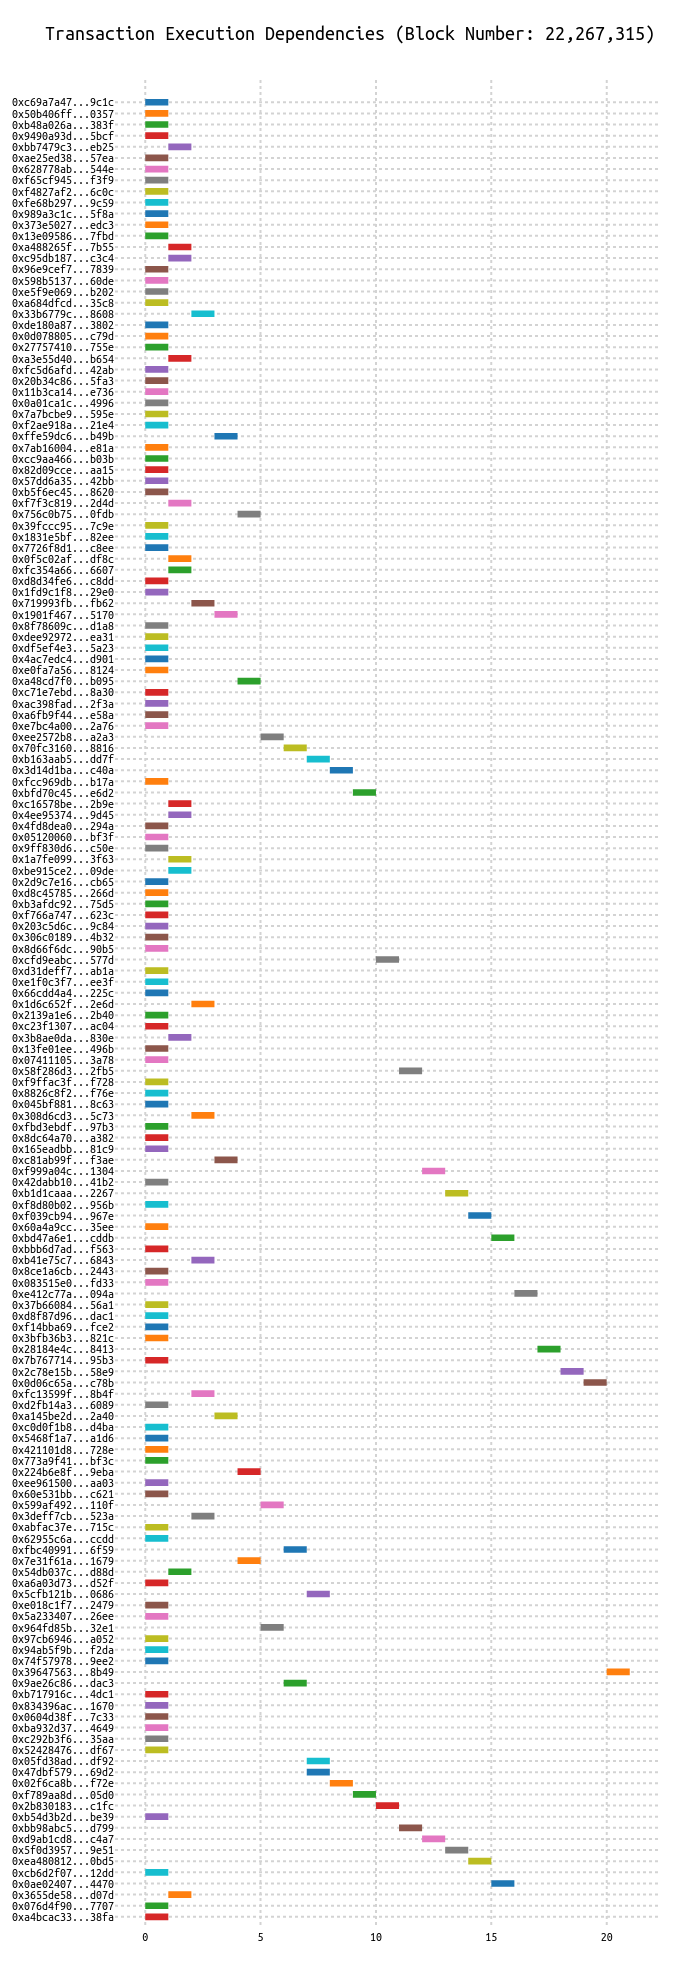 Transaction Execution Dependencies (Block Number: 22,267,315)
0xc69a7a47...9c1c
0x50b406ff...0357
0xb48a026a...383f
0x9490a93d...5bcf
0xbb7479c3...eb25
0xae25ed38...57ea
0x628778ab...544e
0xf65cf945...f3f9
0xf4827af2...6c0c
0xfe68b297...9c59
0x989a3c1c...5f8a
0x373e5027...edc3
0x13e09586...7fbd
0xa488265f...7b55
0xc95db187...c3c4
0x96e9cef7...7839
0x598b5137...60de
0xe5f9e069...b202
0xa684dfcd...35c8
0x33b6779c...8608
0xde180a87...3802
0x0d078805...c79d
0x27757410...755e
0xa3e55d40...b654
0xfc5d6afd...42ab
0x20b34c86...5fa3
0x11b3ca14...e736
0x0a01ca1c...4996
0x7a7bcbe9...595e
0xf2ae918a...21e4
0xffe59dc6...b49b
0x7ab16004...e81a
0xcc9aa466...b03b
0x82d09cce...aa15
0x57dd6a35...42bb
0xb5f6ec45...8620
0xf7f3c819...2d4d
0x756c0b75...0fdb
0x39fccc95...7c9e
0x1831e5bf...82ee
0x7726f8d1...c8ee
0x0f5c02af...df8c
0xfc354a66...6607
0xd8d34fe6...c8dd
0x1fd9c1f8...29e0
0x719993fb...fb62
0x1901f467...5170
0x8f78609c...d1a8
0xdee92972...ea31
0xdf5ef4e3...5a23
0x4ac7edc4...d901
0xe0fa7a56...8124
0xa48cd7f0...b095
0xc71e7ebd...8a30
0xac398fad...2f3a
0xa6fb9f44...e58a
0xe7bc4a00...2a76
0xee2572b8...a2a3
0x70fc3160...8816
0xb163aab5...dd7f
0x3d14d1ba...c40a
0xfcc969db...b17a
0xbfd70c45...e6d2
0xc16578be...2b9e
0x4ee95374...9d45
0x4fd8dea0...294a
0x05120060...bf3f
0x9ff830d6...c50e
0x1a7fe099...3f63
0xbe915ce2...09de
0x2d9c7e16...cb65
0xd8c45785...266d
0xb3afdc92...75d5
0xf766a747...623c
0x203c5d6c...9c84
0x306c0189...4b32
0x8d66f6dc...90b5
0xcfd9eabc...577d
0xd31deff7...ab1a
0xe1f0c3f7...ee3f
0x66cdd4a4...225c
0x1d6c652f...2e6d
0x2139a1e6...2b40
0xc23f1307...ac04
0x3b8ae0da...830e
0x13fe01ee...496b
0x07411105...3a78
0x58f286d3...2fb5
0xf9ffac3f...f728
0x8826c8f2...f76e
0x045bf881...8c63
0x308d6cd3...5c73
0xfbd3ebdf...97b3
0x8dc64a70...a382
0x165eadbb...81c9
0xc81ab99f...f3ae
0xf999a04c...1304
0x42dabb10...41b2
0xb1d1caaa...2267
0xf8d80b02...956b
0xf039cb94...967e
0x60a4a9cc...35ee
0xbd47a6e1...cddb
0xbbb6d7ad...f563
0xb41e75c7...6843
0x8ce1a6cb...2443
0x083515e0...fd33
0xe412c77a...094a
0x37b66084...56a1
0xd8f87d96...dac1
0xf14bba69...fce2
0x3bfb36b3...821c
0x28184e4c...8413
0x7b767714...95b3
0x2c78e15b...58e9
0x0d06c65a...c78b
0xfc13599f...8b4f
0xd2fb14a3...6089
0xa145be2d...2a40
0xc0d0f1b8...d4ba
0x5468f1a7...a1d6
0x421101d8...728e
0x773a9f41...bf3c
0x224b6e8f...9eba
0xee961500...aa03
0x60e531bb...c621
0x599af492...110f
0x3deff7cb...523a
0xabfac37e...715c
0x62955c6a...ccdd
0xfbc40991...6f59
0x7e31f61a...1679
0x54db037c...d88d
0xa6a03d73...d52f
0x5cfb121b...0686
0xe018c1f7...2479
0x5a233407...26ee
0x964fd85b...32e1
0x97cb6946...a052
0x94ab5f9b...f2da
0x74f57978...9ee2
0x39647563...8b49
0x9ae26c86...dac3
0xb717916c...4dc1
0x834396ac...1670
0x0604d38f...7c33
0xba932d37...4649
0xc292b3f6...35aa
0x52428476...df67
0x05fd38ad...df92
0x47dbf579...69d2
0x02f6ca8b...f72e
0xf789aa8d...05d0
0x2b830183...c1fc
0xb54d3b2d...be39
0xbb98abc5...d799
0xd9ab1cd8...c4a7
0x5f0d3957...9e51
0xea480812...0bd5
0xcb6d2f07...12dd
0x0ae02407...4470
0x3655de58...d07d
0x076d4f90...7707
0xa4bcac33...38fa
0 5 10 15 20